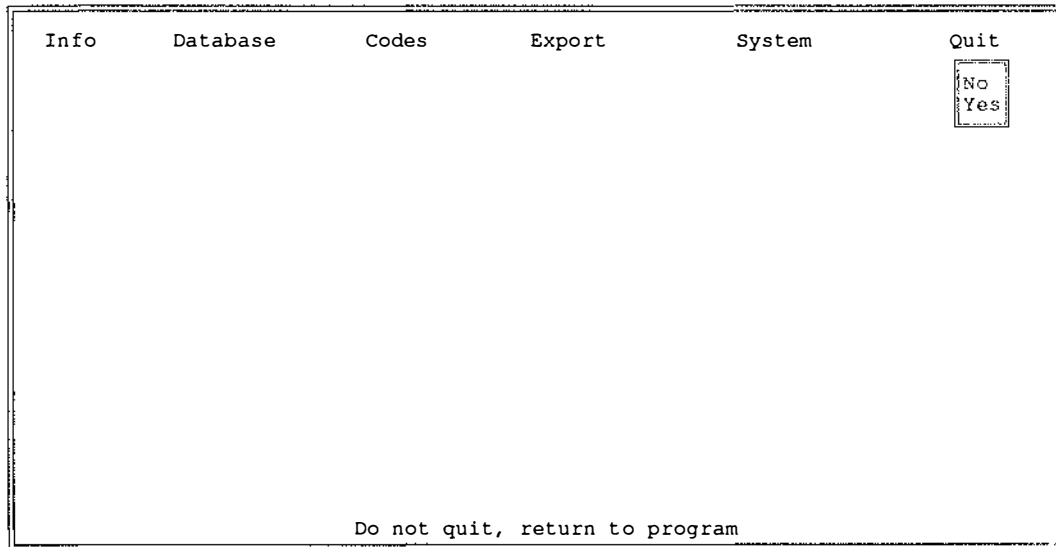 Info Database Codes Export System Quit
No
Yes
Do not quit, return to program